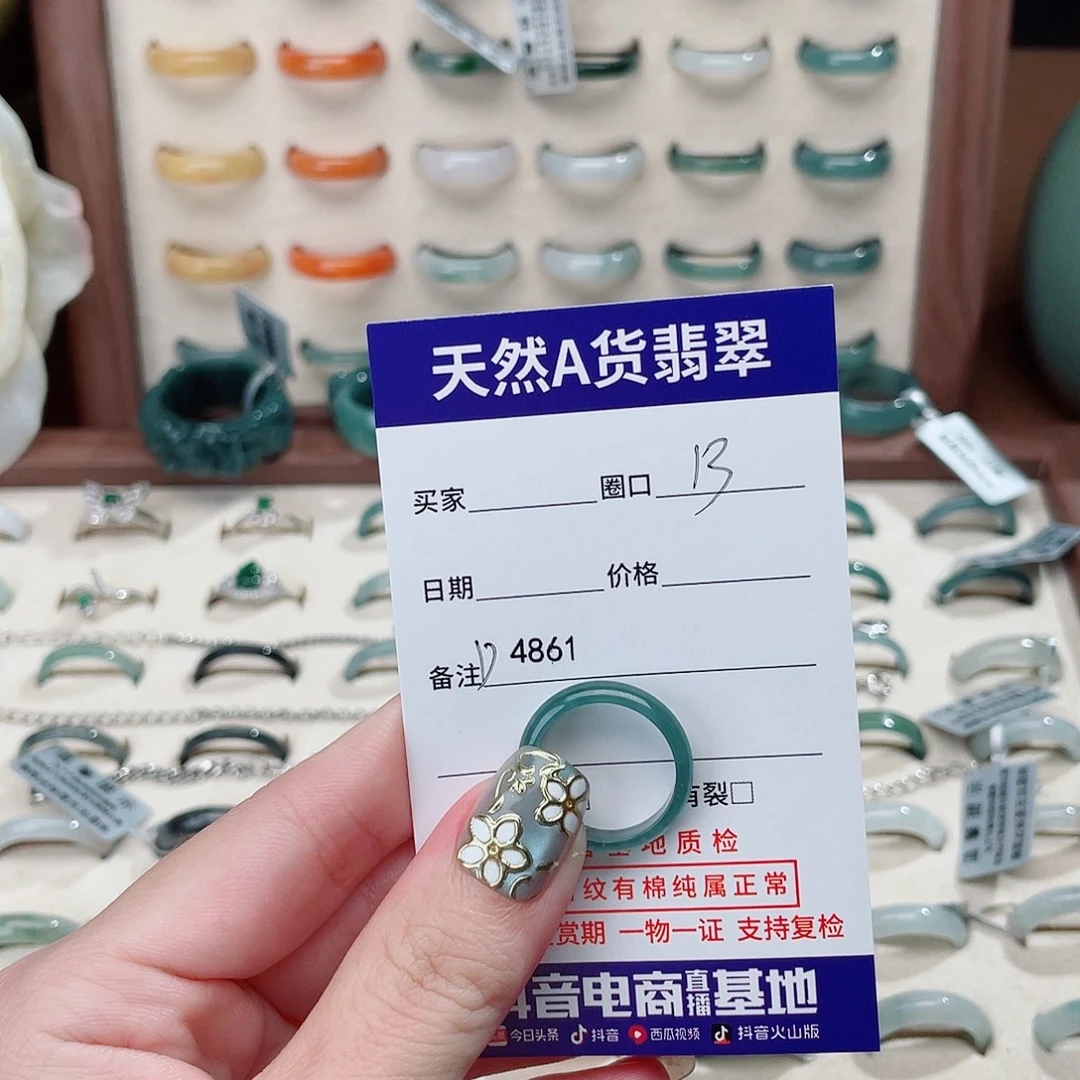 天然A货翡翠
买家 圈口 13
日期 价格
备注 D 4861
有裂□
地质检
纹有棉纯属正常
赏期 一物一证 支持复检
抖音电商直播基地
今日头条 抖音 西瓜视频 抖音火山版